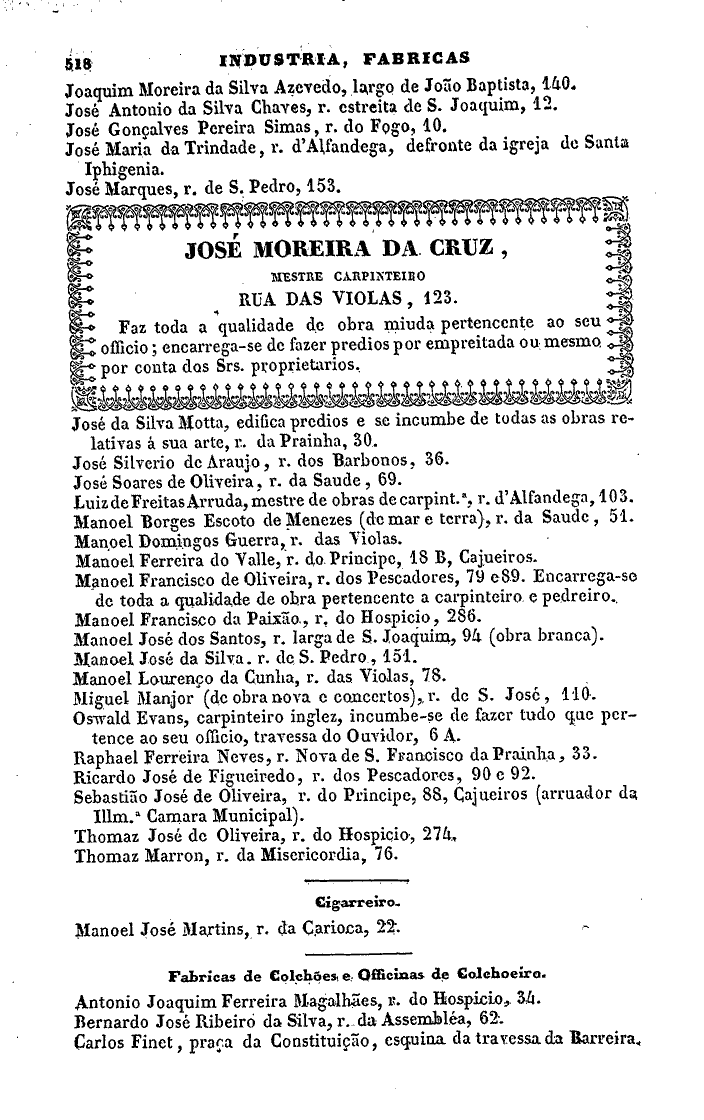 518 INDUSTRIA, FABRICAS
Joaquim Moreira da Silva Azevedo, largo de João Baptista, 140.
José Antonio da Silva Chaves, r. estreita de S. Joaquim, 12.
José Gonçalves Pereira Simas, r. do Fogo, 10.
José Maria da Trindade, r. d'Alfandega, defronte da igreja de Santa
Iphigenia.
José Marques, r. de S. Pedro, 153.
JOSÉ MOREIRA DA CRUZ,
MESTRE CARPINTEIRO
RUA DAS VIOLAS, 123.
Faz toda a qualidade de obra miuda pertencente ao seu
officio; encarrega-se de fazer predios por empreitada ou mesmo
por conta dos Srs. proprietarios.
José da Silva Motta, edifica predios e se incumbe de todas as obras re-
lativas á sua arte, r. da Prainha, 30.
José Silverio de Araujo, r. dos Barbonos, 36.
José Soares de Oliveira, r. da Saude, 69.
Luiz de Freitas Arruda, mestre de obras de carpint.ª, r. d'Alfandega, 103.
Manoel Borges Escoto de Menezes (de mar e terra), r. da Saude, 51.
Manoel Domingos Guerra, r. das Violas.
Manoel Ferreira do Valle, r. do Principe, 18 B, Cajueiros.
Manoel Francisco de Oliveira, r. dos Pescadores, 79 e 89. Encarrega-se
de toda a qualidade de obra pertencente a carpinteiro e pedreiro.
Manoel Francisco da Paixão, r. do Hospicio, 286.
Manoel José dos Santos, r. larga de S. Joaquim, 94 (obra branca).
Manoel José da Silva. r. de S. Pedro, 151.
Manoel Lourenço da Cunha, r. das Violas, 78.
Miguel Manjor (de obra nova e concertos), r. de S. José, 110.
Oswald Evans, carpinteiro inglez, incumbe-se de fazer tudo que per-
tence ao seu officio, travessa do Ouvidor, 6 A.
Raphael Ferreira Neves, r. Nova de S. Francisco da Prainha, 33.
Ricardo José de Figueiredo, r. dos Pescadores, 90 e 92.
Sebastião José de Oliveira, r. do Principe, 88, Cajueiros (arruador da
Illm.ª Camara Municipal).
Thomaz José de Oliveira, r. do Hospicio, 274.
Thomaz Marron, r. da Misericordia, 76.
Cigarreiro.
Manoel José Martins, r. da Carioca, 22.
Fabricas de Colchões e Officinas de Colchoeiro.
Antonio Joaquim Ferreira Magalhães, r. do Hospicio, 34.
Bernardo José Ribeiro da Silva, r. da Assembléa, 62.
Carlos Finet, praça da Constituição, esquina da travessa da Barreira.